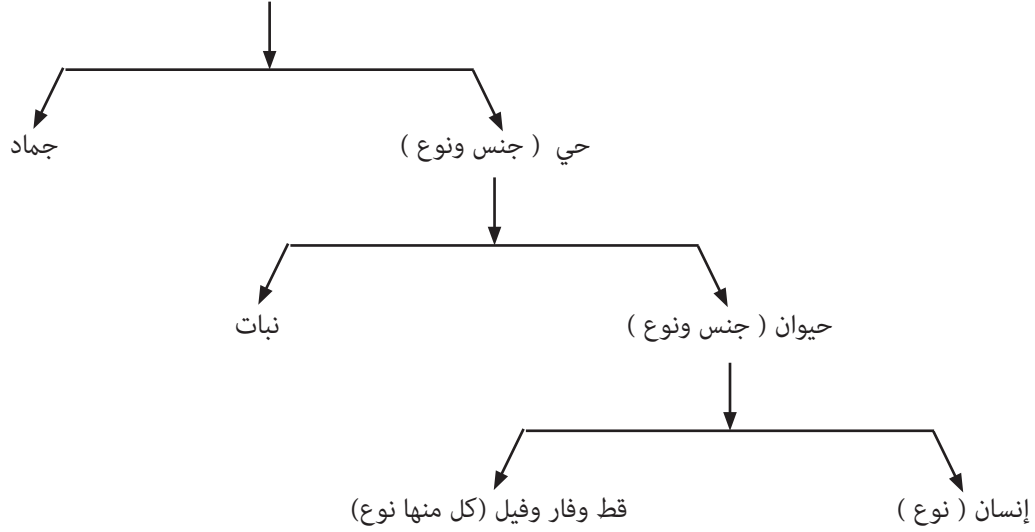 حي ( جنس ونوع )
جماد
حيوان ( جنس ونوع )
نبات
إنسان ( نوع )
قط وفار وفيل (كل منها نوع)